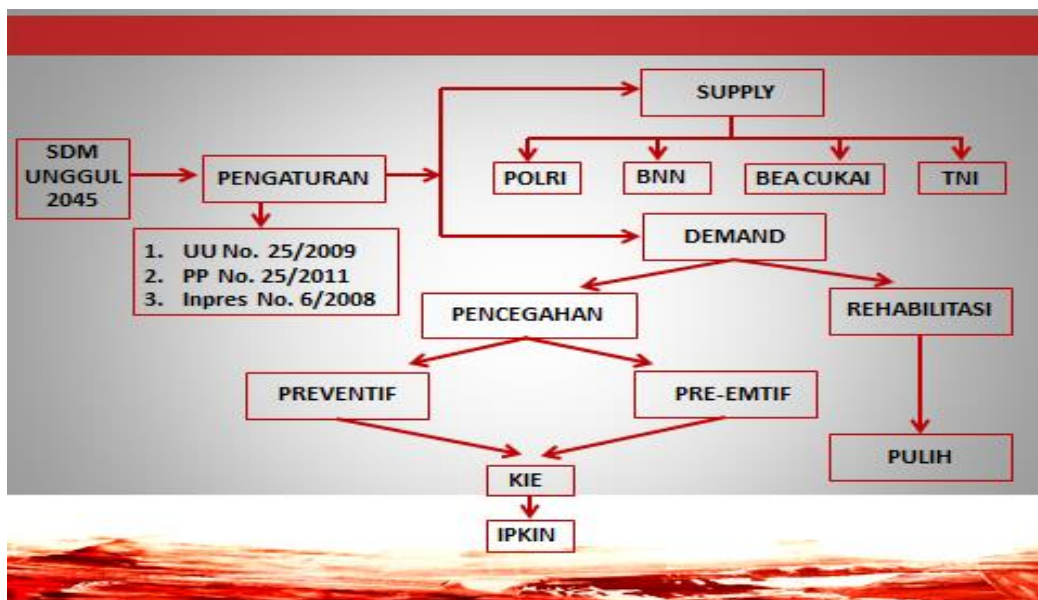 SUPPLY
SDM
UNGGUL
2045
PENGATURAN
POLRI
BNN
BEA CUKAI
TNI
1. UU No. 25/2009
2. PP No. 25/2011
3. Inpres No. 6/2008
DEMAND
PENCEGAHAN
REHABILITASI
PREVENTIF
PRE-EMTIF
PULIH
KIE
IPKIN